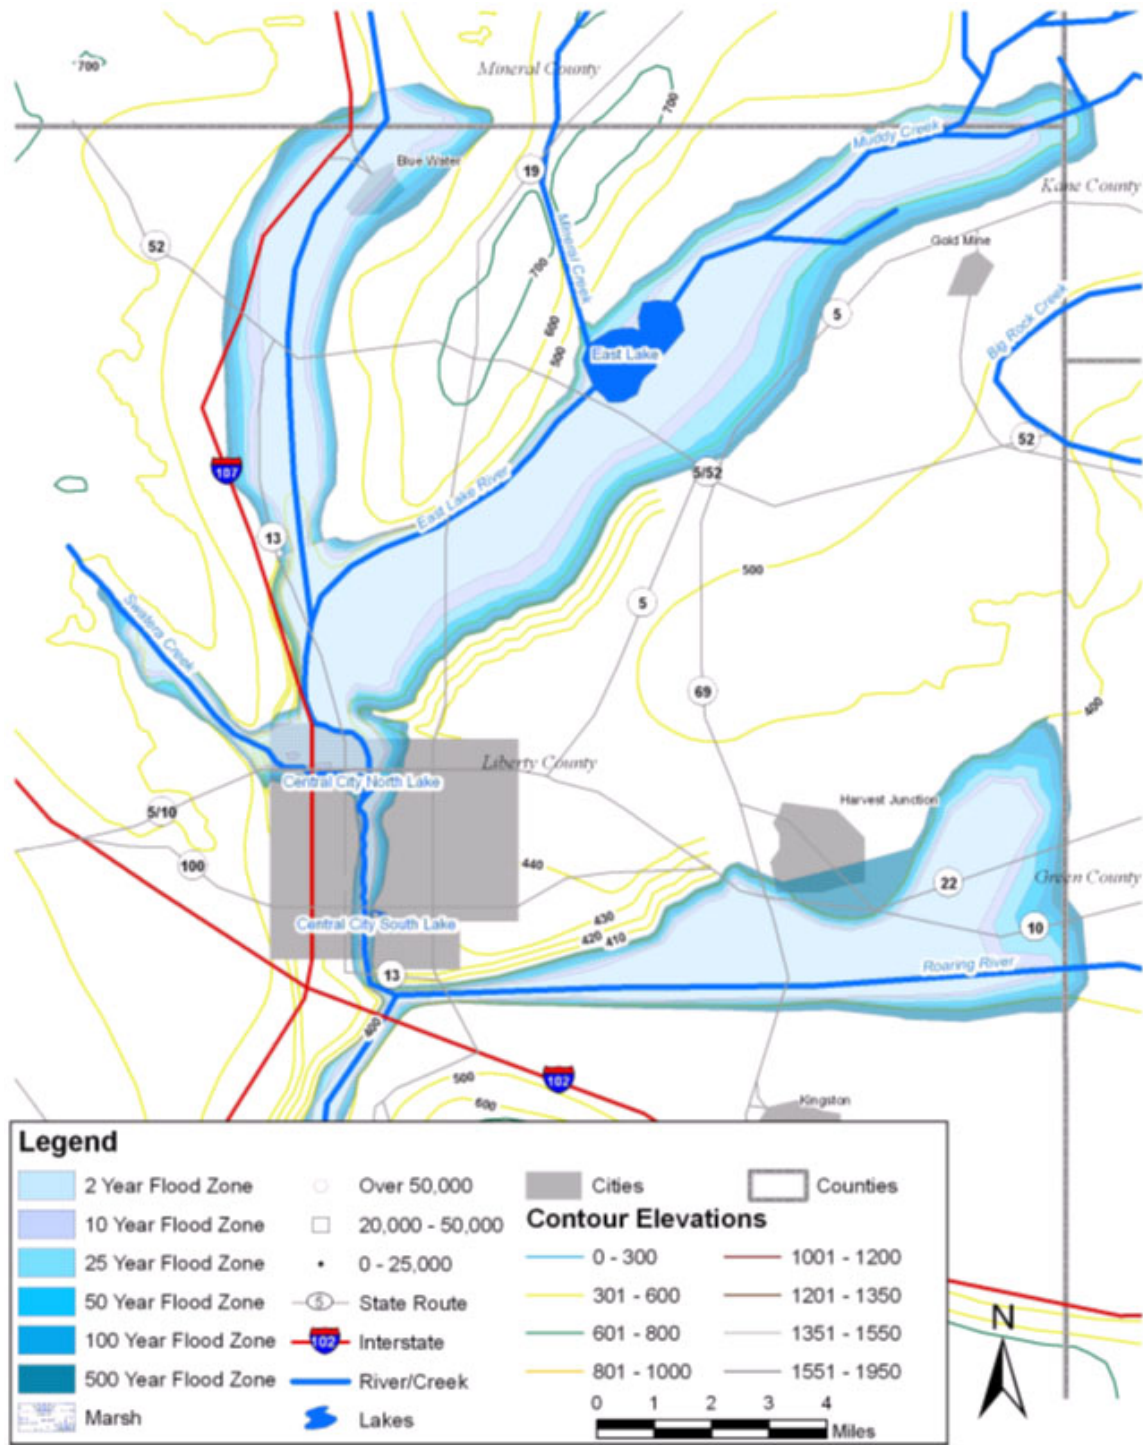 700
Mineral County
700
Muddy Creek
Blue Water
19
Kane County
Mineral Creek
Gold Mine
52
700
5
Big Rock Creek
600
East Lake
500
52
107
5/52
East Lake River
13
500
5
Swatera Creek
69
400
Liberty County
Central City North Lake
5/10
Harvest Junction
440
100
22
Green County
430
Central City South Lake
420
410
10
13
Roaring River
400
500
102
600
Kingston
Legend
2 Year Flood Zone
10 Year Flood Zone
25 Year Flood Zone
50 Year Flood Zone
100 Year Flood Zone
500 Year Flood Zone
Marsh
Over 50,000
20,000 - 50,000
0 - 25,000
5 State Route
102 Interstate
River/Creek
Lakes
Cities
Counties
Contour Elevations
0 - 300
301 - 600
601 - 800
801 - 1000
1001 - 1200
1201 - 1350
1351 - 1550
1551 - 1950
0 1 2 3 4
Miles
N